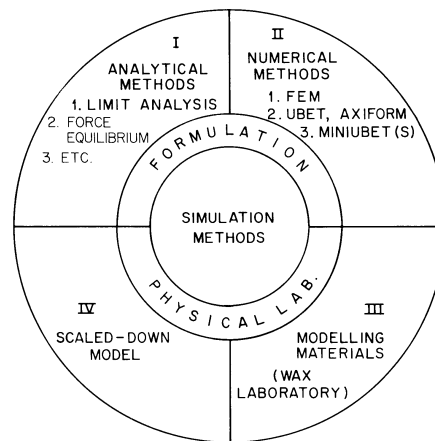 I
ANALYTICAL
METHODS
1. LIMIT ANALYSIS
2. FORCE
EQUILIBRIUM
3. ETC.
II
NUMERICAL
METHODS
1. FEM
2. UBET, AXIFORM
3. MINIUBET(S)
FORMULATION
SIMULATION
METHODS
PHYSICAL LAB.
IV
SCALED-DOWN
MODEL
III
MODELLING
MATERIALS
(WAX
LABORATORY)